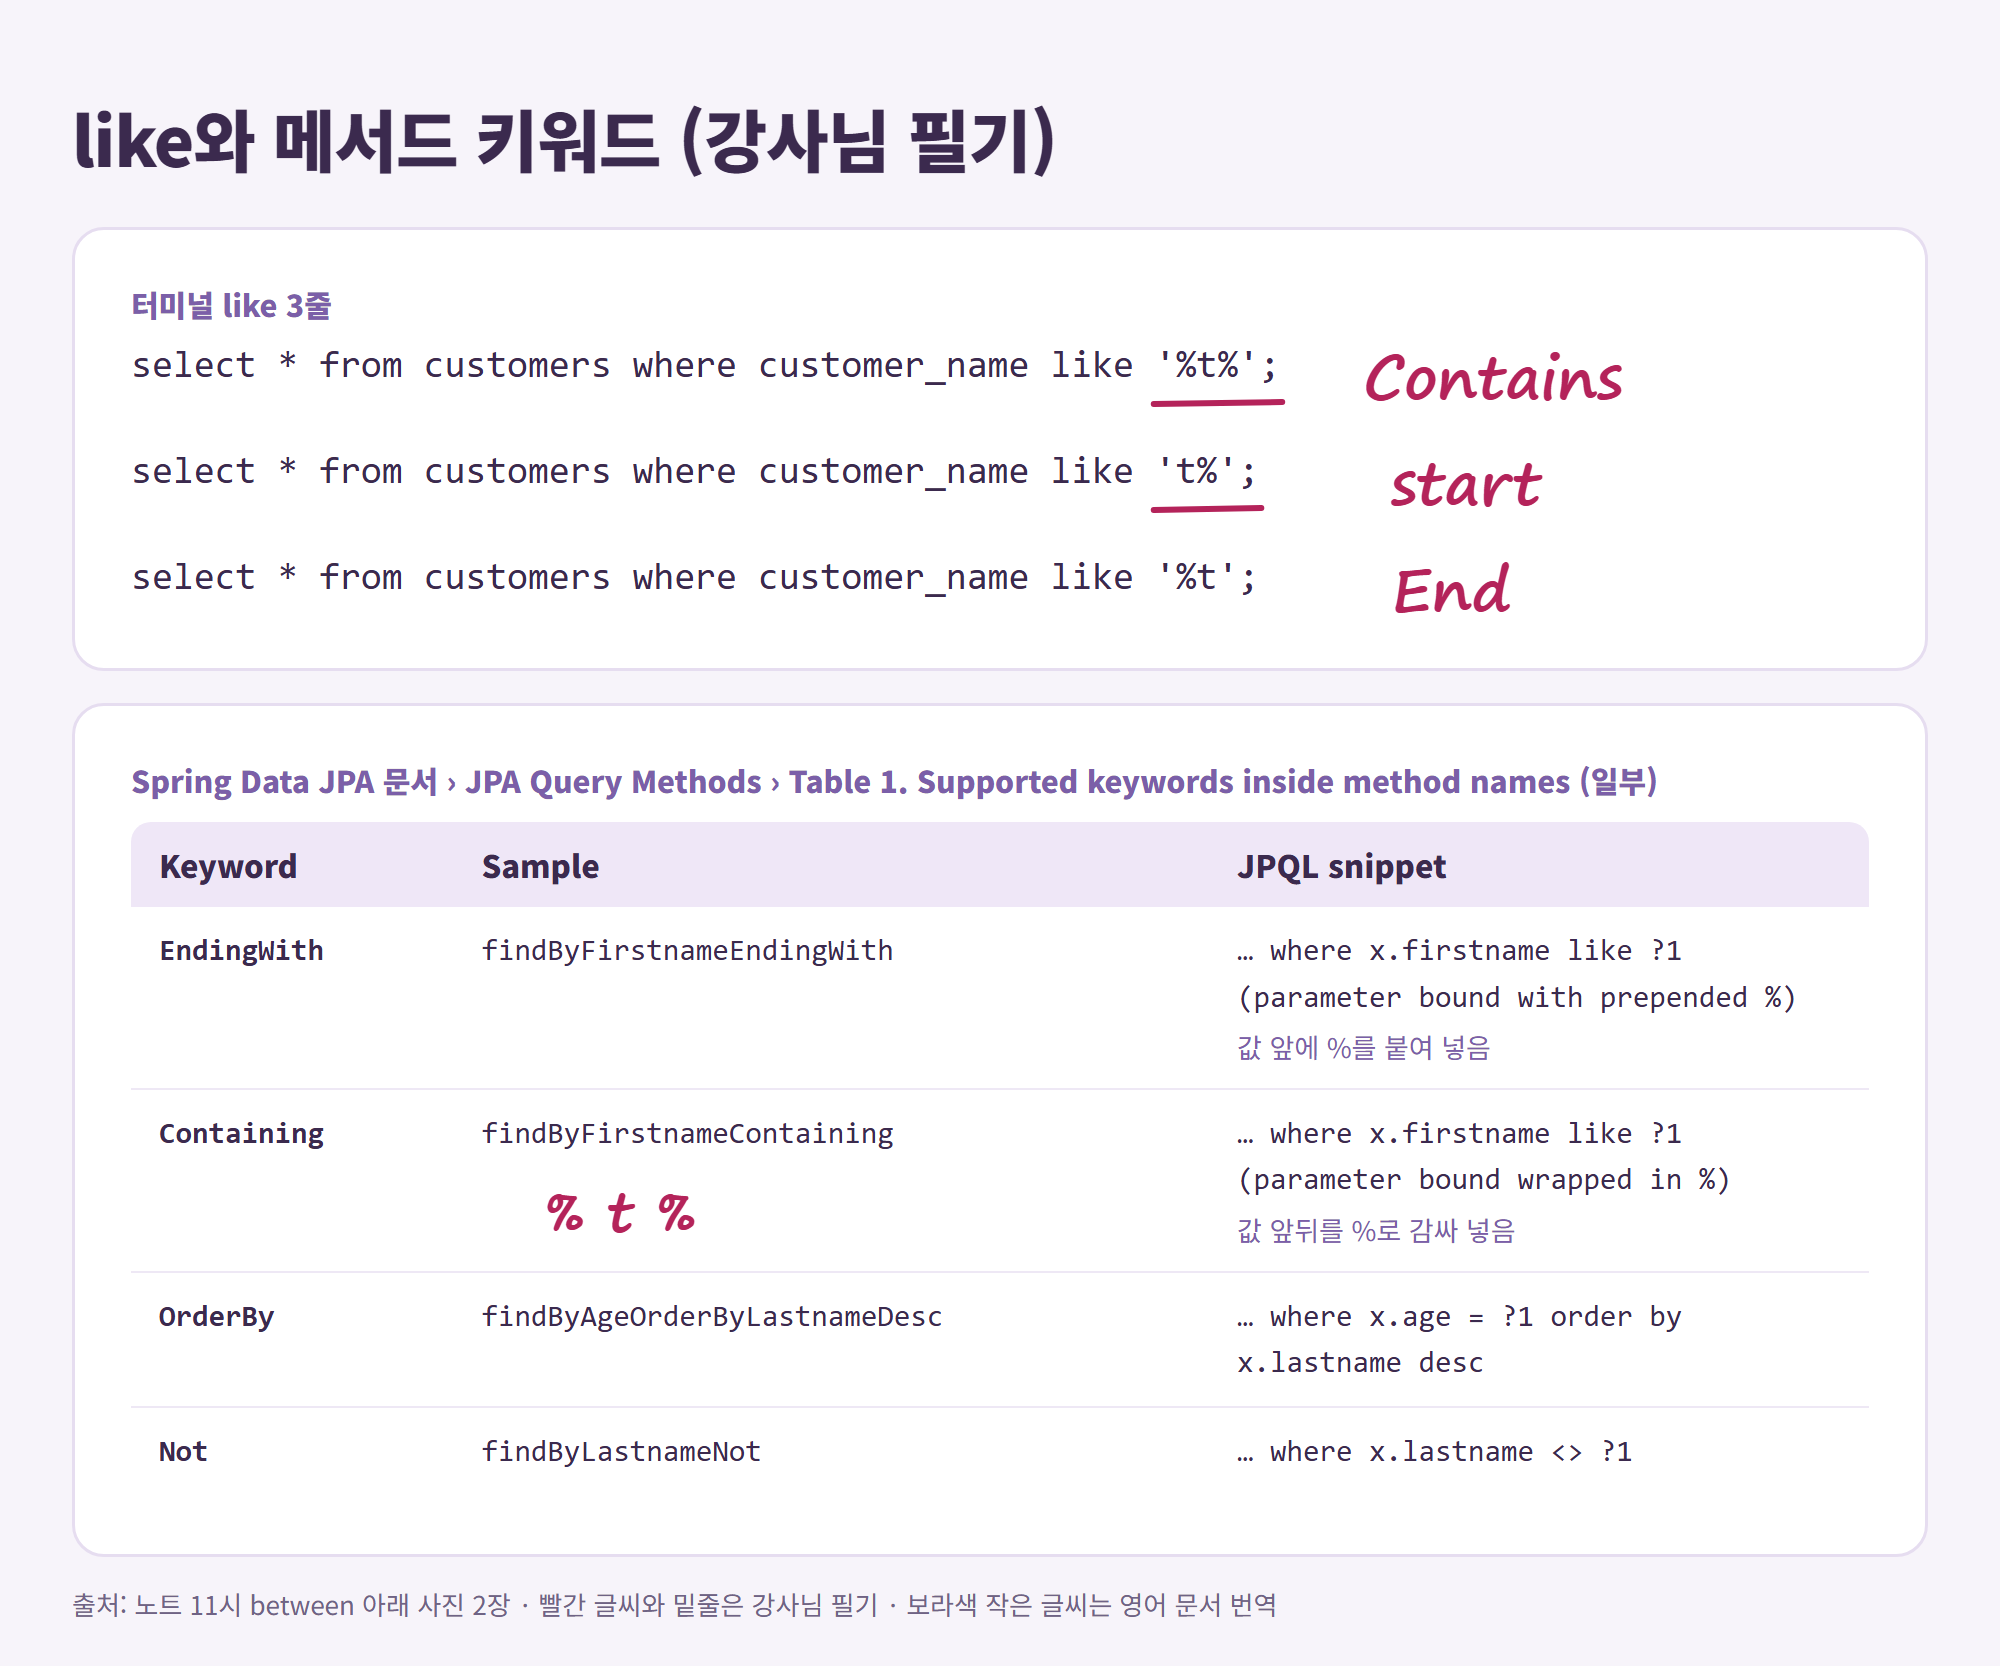 like와 메서드 키워드 (강사님 필기)
터미널 like 3줄
select * from customers where customer_name like '%t%'; Contains
select * from customers where customer_name like 't%'; start
select * from customers where customer_name like '%t'; End
Spring Data JPA 문서 › JPA Query Methods › Table 1. Supported keywords inside method names (일부)
Keyword Sample JPQL snippet
EndingWith findByFirstnameEndingWith … where x.firstname like ?1
(parameter bound with prepended %)
값 앞에 %를 붙여 넣음
Containing findByFirstnameContaining … where x.firstname like ?1
(parameter bound wrapped in %)
% t %
값 앞뒤를 %로 감싸 넣음
OrderBy findByAgeOrderByLastnameDesc … where x.age = ?1 order by
x.lastname desc
Not findByLastnameNot … where x.lastname <> ?1
출처: 노트 11시 between 아래 사진 2장 · 빨간 글씨와 밑줄은 강사님 필기 · 보라색 작은 글씨는 영어 문서 번역